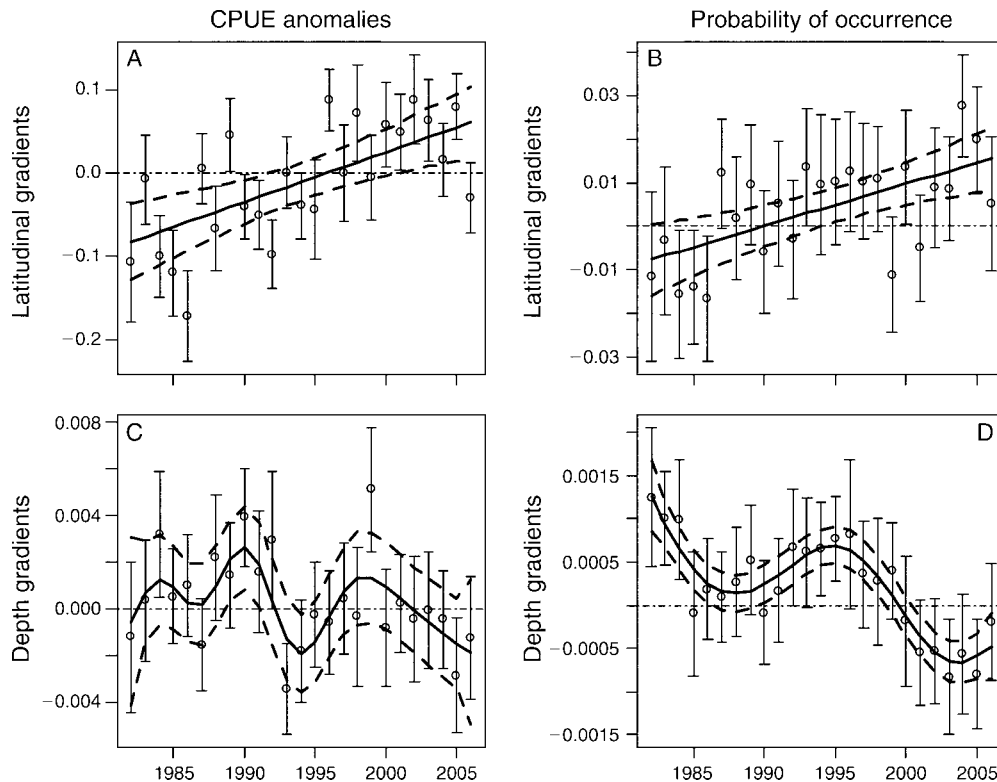 CPUE anomalies
Probability of occurrence
A
Latitudinal gradients
0.1
0.0
−0.1
−0.2
B
Latitudinal gradients
0.03
0.01
−0.01
−0.03
C
Depth gradients
0.008
0.004
0.000
−0.004
1985 1990 1995 2000 2005
D
Depth gradients
0.0015
0.0005
−0.0005
−0.0015
1985 1990 1995 2000 2005